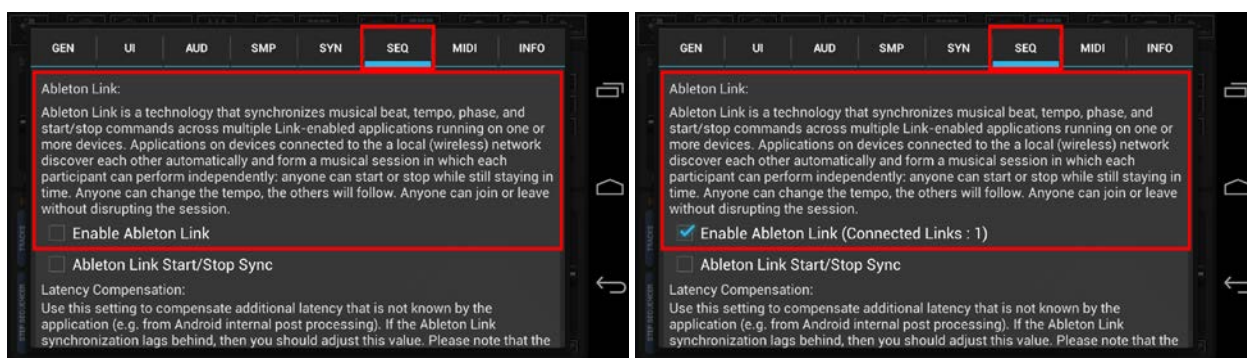 GEN UI AUD SMP SYN SEQ MIDI INFO
Ableton Link:
Ableton Link is a technology that synchronizes musical beat, tempo, phase, and
start/stop commands across multiple Link-enabled applications running on one or
more devices. Applications on devices connected to the a local (wireless) network
discover each other automatically and form a musical session in which each
participant can perform independently: anyone can start or stop while still staying in
time. Anyone can change the tempo, the others will follow. Anyone can join or leave
without disrupting the session.
Enable Ableton Link
Ableton Link Start/Stop Sync
Latency Compensation:
Use this setting to compensate additional latency that is not known by the
application (e.g. from Android internal post processing). If the Ableton Link
synchronization lags behind, then you should adjust this value. Please note that the
TRACKS
STEP SEQUENCER
GEN UI AUD SMP SYN SEQ MIDI INFO
Ableton Link:
Ableton Link is a technology that synchronizes musical beat, tempo, phase, and
start/stop commands across multiple Link-enabled applications running on one or
more devices. Applications on devices connected to the a local (wireless) network
discover each other automatically and form a musical session in which each
participant can perform independently: anyone can start or stop while still staying in
time. Anyone can change the tempo, the others will follow. Anyone can join or leave
without disrupting the session.
Enable Ableton Link (Connected Links : 1)
Ableton Link Start/Stop Sync
Latency Compensation:
Use this setting to compensate additional latency that is not known by the
application (e.g. from Android internal post processing). If the Ableton Link
synchronization lags behind, then you should adjust this value. Please note that the
TRACKS
STEP SEQUENCER